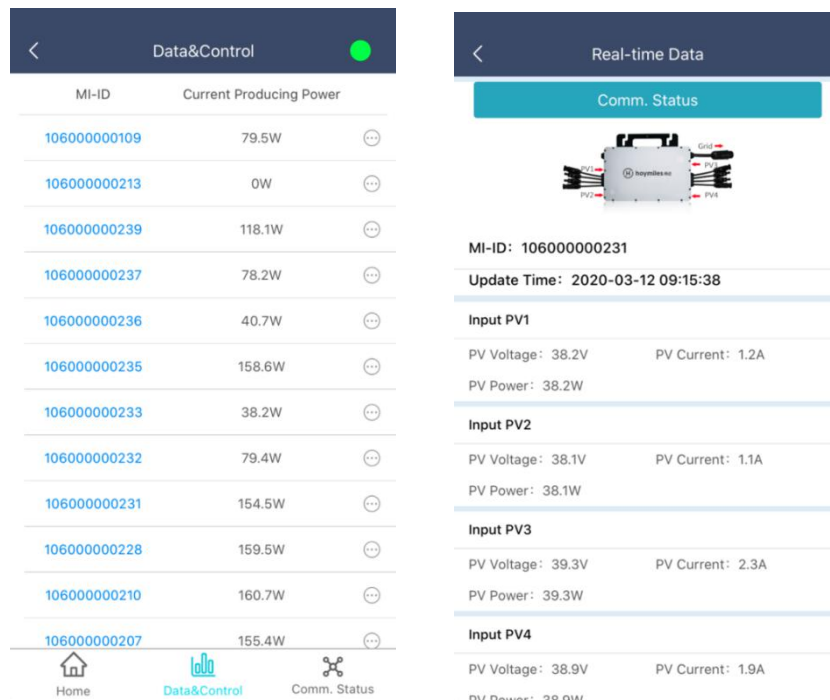 Data&Control
MI-ID Current Producing Power
106000000109 79.5W
106000000213 0W
106000000239 118.1W
106000000237 78.2W
106000000236 40.7W
106000000235 158.6W
106000000233 38.2W
106000000232 79.4W
106000000231 154.5W
106000000228 159.5W
106000000210 160.7W
106000000207 155.4W
Home Data&Control Comm. Status
Real-time Data
Comm. Status
Grid
PV1 PV3
hoymiles
PV2 PV4
MI-ID: 106000000231
Update Time: 2020-03-12 09:15:38
Input PV1
PV Voltage: 38.2V PV Current: 1.2A
PV Power: 38.2W
Input PV2
PV Voltage: 38.1V PV Current: 1.1A
PV Power: 38.1W
Input PV3
PV Voltage: 39.3V PV Current: 2.3A
PV Power: 39.3W
Input PV4
PV Voltage: 38.9V PV Current: 1.9A
PV Power: 38.9W